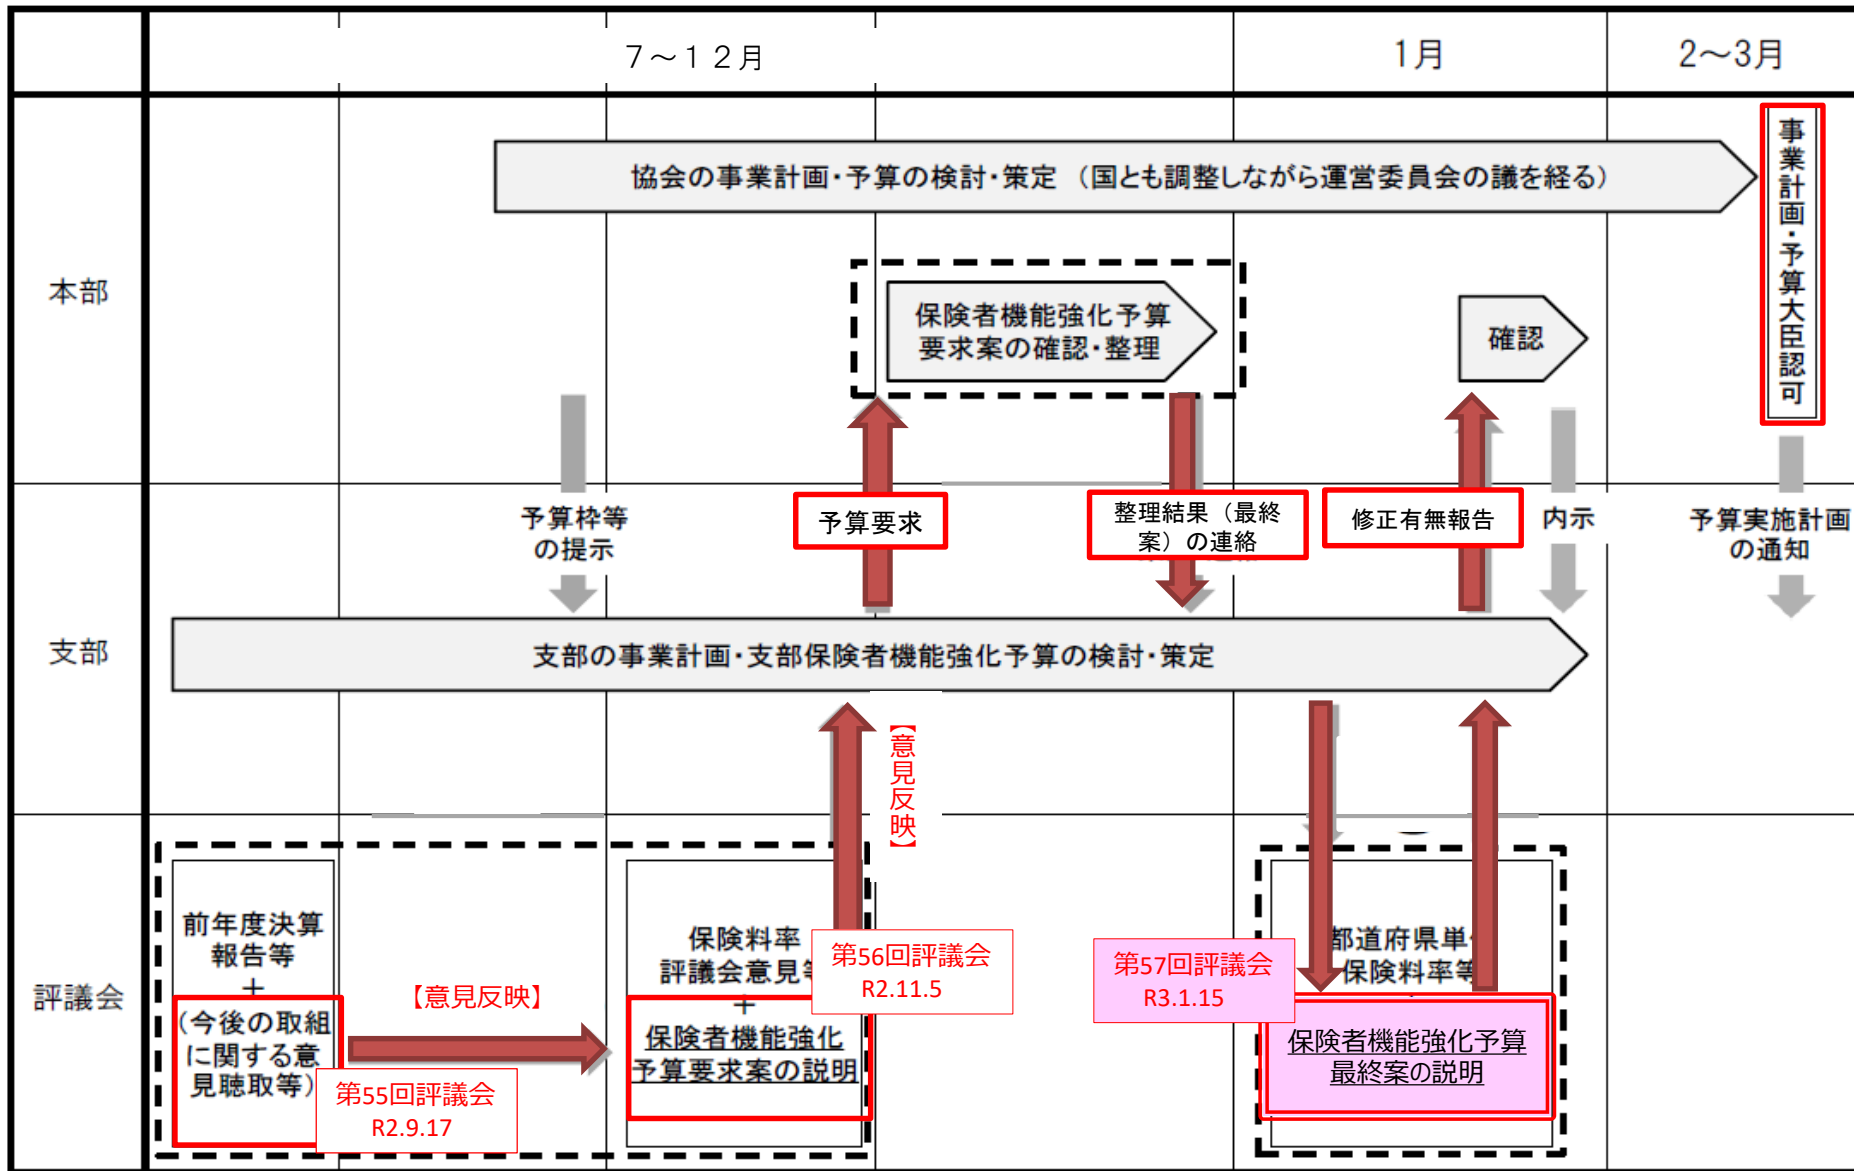 ７～１２月
1月
2～3月
本部
協会の事業計画・予算の検討・策定 （国とも調整しながら運営委員会の議を経る）
事業計画・予算大臣認可
保険者機能強化予算
要求案の確認・整理
確認
予算枠等
の提示
予算要求
整理結果（最終
案）の連絡
修正有無報告
内示
予算実施計画
の通知
支部
支部の事業計画・支部保険者機能強化予算の検討・策定
【意見反映】
評議会
前年度決算
報告等
＋
（今後の取組
に関する意
見聴取等）
【意見反映】
第55回評議会
R2.9.17
保険料率
評議会意見
＋
保険者機能強化
予算要求案の説明
第56回評議会
R2.11.5
第57回評議会
R3.1.15
都道府県単
保険料率等
保険者機能強化予算
最終案の説明